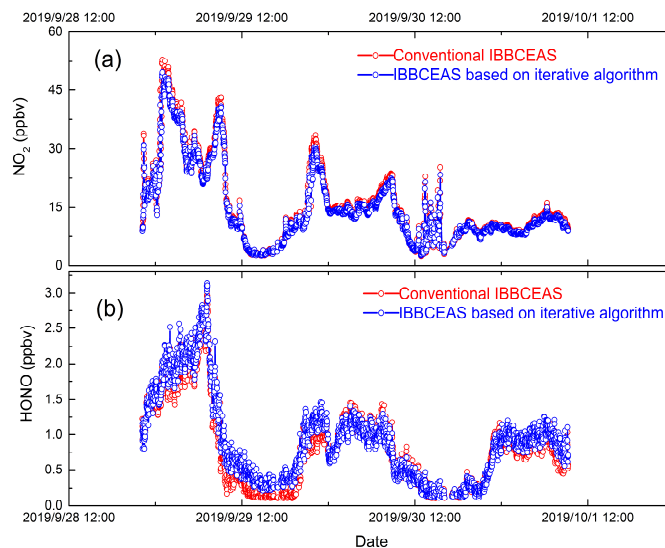 2019/9/28 12:00 2019/9/29 12:00 2019/9/30 12:00 2019/10/1 12:00
60
(a)
Conventional IBBCEAS
IBBCEAS based on iterative algorithm
45
NO2 (ppbv)
30
15
0
(b)
Conventional IBBCEAS
IBBCEAS based on iterative algorithm
3.0
2.5
2.0
HONO (ppbv)
1.5
1.0
0.5
0.0
2019/9/28 12:00 2019/9/29 12:00 2019/9/30 12:00 2019/10/1 12:00
Date